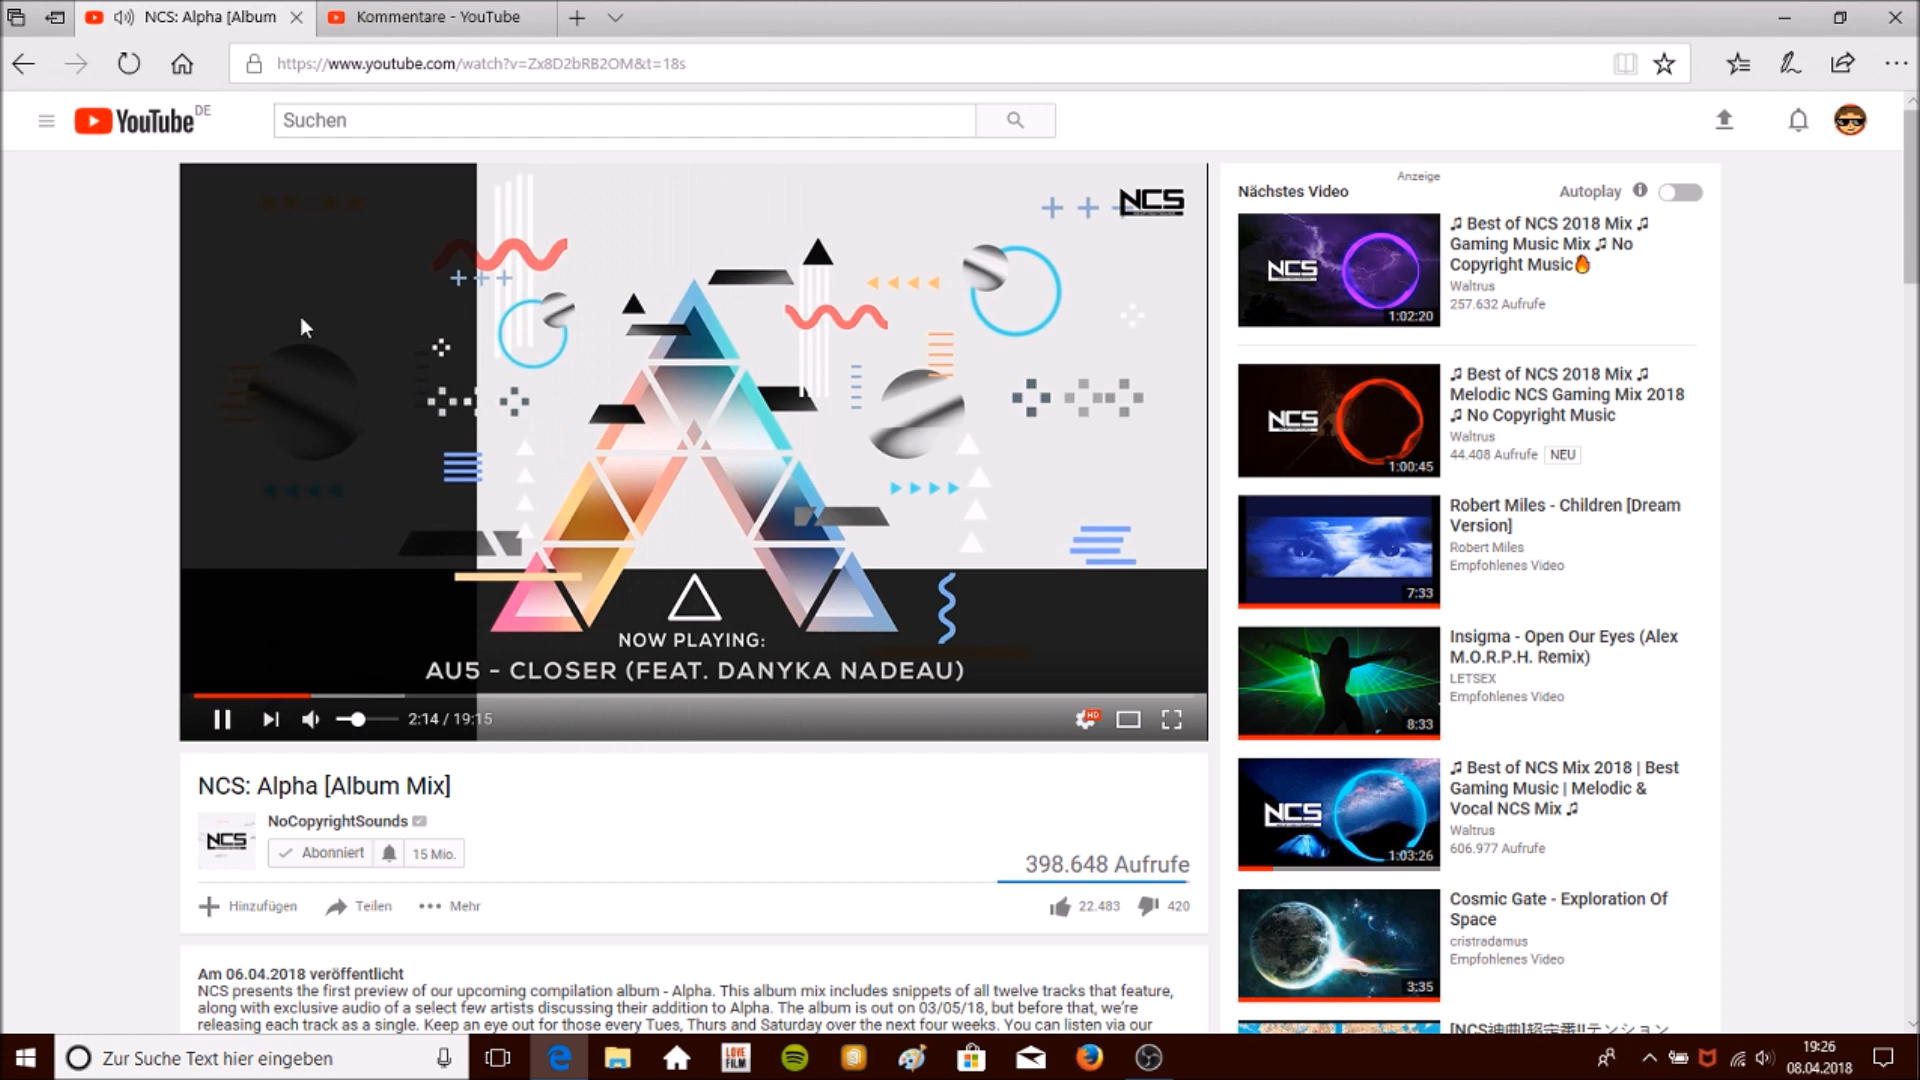 NCS: Alpha [Album
Kommentare - YouTube
https://www.youtube.com/watch?v=Zx8D2bRB2OM&t=18s
YouTube DE
Suchen
NCS
NOW PLAYING:
AU5 - CLOSER (FEAT. DANYKA NADEAU)
2:14 / 19:15
HD
NCS: Alpha [Album Mix]
NCS
NoCopyrightSounds
Abonniert
15 Mio.
398.648 Aufrufe
Hinzufügen
Teilen
Mehr
22.483
420
Am 06.04.2018 veröffentlicht
NCS presents the first preview of our upcoming compilation album - Alpha. This album mix includes snippets of all twelve tracks that feature,
along with exclusive audio of a select few artists discussing their addition to Alpha. The album is out on 03/05/18, but before that, we're
releasing each track as a single. Keep an eye out for those every Tues, Thurs and Saturday over the next four weeks. You can listen via our
Anzeige
Nächstes Video
Autoplay
NCS
1:02:20
♫ Best of NCS 2018 Mix ♫
Gaming Music Mix ♫ No
Copyright Music🔥
Waltrus
257.632 Aufrufe
NCS
1:00:45
♫ Best of NCS 2018 Mix ♫
Melodic NCS Gaming Mix 2018
♫ No Copyright Music
Waltrus
44.408 Aufrufe NEU
7:33
Robert Miles - Children [Dream
Version]
Robert Miles
Empfohlenes Video
8:33
Insigma - Open Our Eyes (Alex
M.O.R.P.H. Remix)
LETSEX
Empfohlenes Video
NCS
1:03:26
♫ Best of NCS Mix 2018 | Best
Gaming Music | Melodic &
Vocal NCS Mix ♫
Waltrus
606.977 Aufrufe
3:35
Cosmic Gate - Exploration Of
Space
cristradamus
Empfohlenes Video
Zur Suche Text hier eingeben
LOVE
FILM
19:26
08.04.2018